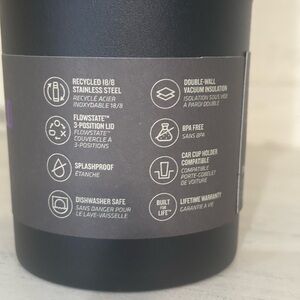 RECYCLED 18/8
STAINLESS STEEL
RECYCLÉ ACIER
INOXYDABLE 18/8
FLOWSTATE™
3-POSITION LID
FLOWSTATE™
COUVERCLE À
3-POSITIONS
SPLASHPROOF
ÉTANCHE
DISHWASHER SAFE
SANS DANGER POUR
LE LAVE-VAISSELLE
DOUBLE-WALL
VACUUM INSULATION
ISOLATION SOUS VIDE
À PAROI DOUBLE
BPA FREE
SANS BPA
CAR CUP HOLDER
COMPATIBLE
COMPATIBLE
PORTE-GOBELET
DE VOITURE
BUILT
FOR
LIFE™
LIFETIME WARRANTY
GARANTIE À VIE